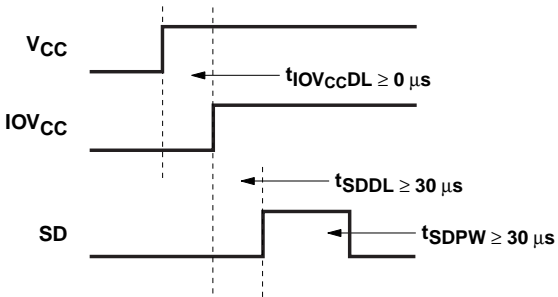 VCC
tIOVCCDL ≥ 0 μs
IOVCC
tSDDL ≥ 30 μs
SD
tSDPW ≥ 30 μs